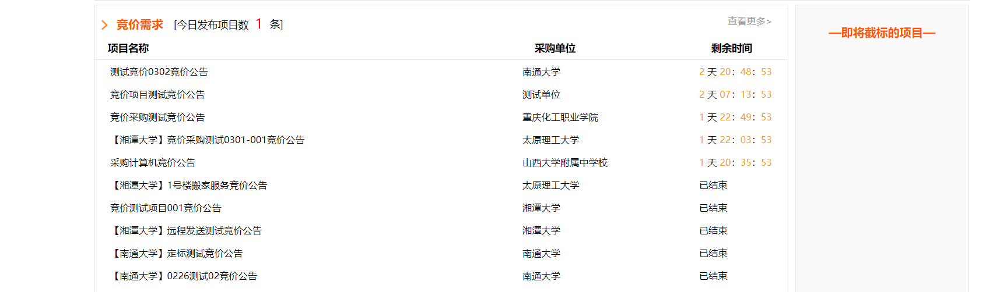 竞价需求 [今日发布项目数 1 条] 查看更多>
项目名称 采购单位 剩余时间
测试竞价0302竞价公告 南通大学 2 天 20：48：53
竞价项目测试竞价公告 测试单位 2 天 07：13：53
竞价采购测试竞价公告 重庆化工职业学院 1 天 22：49：53
【湘潭大学】竞价采购测试0301-001竞价公告 太原理工大学 1 天 22：03：53
采购计算机竞价公告 山西大学附属中学校 1 天 20：35：53
【湘潭大学】1号楼搬家服务竞价公告 太原理工大学 已结束
竞价测试项目001竞价公告 湘潭大学 已结束
【湘潭大学】远程发送测试竞价公告 湘潭大学 已结束
【南通大学】定标测试竞价公告 南通大学 已结束
【南通大学】0226测试02竞价公告 南通大学 已结束
—即将截标的项目—